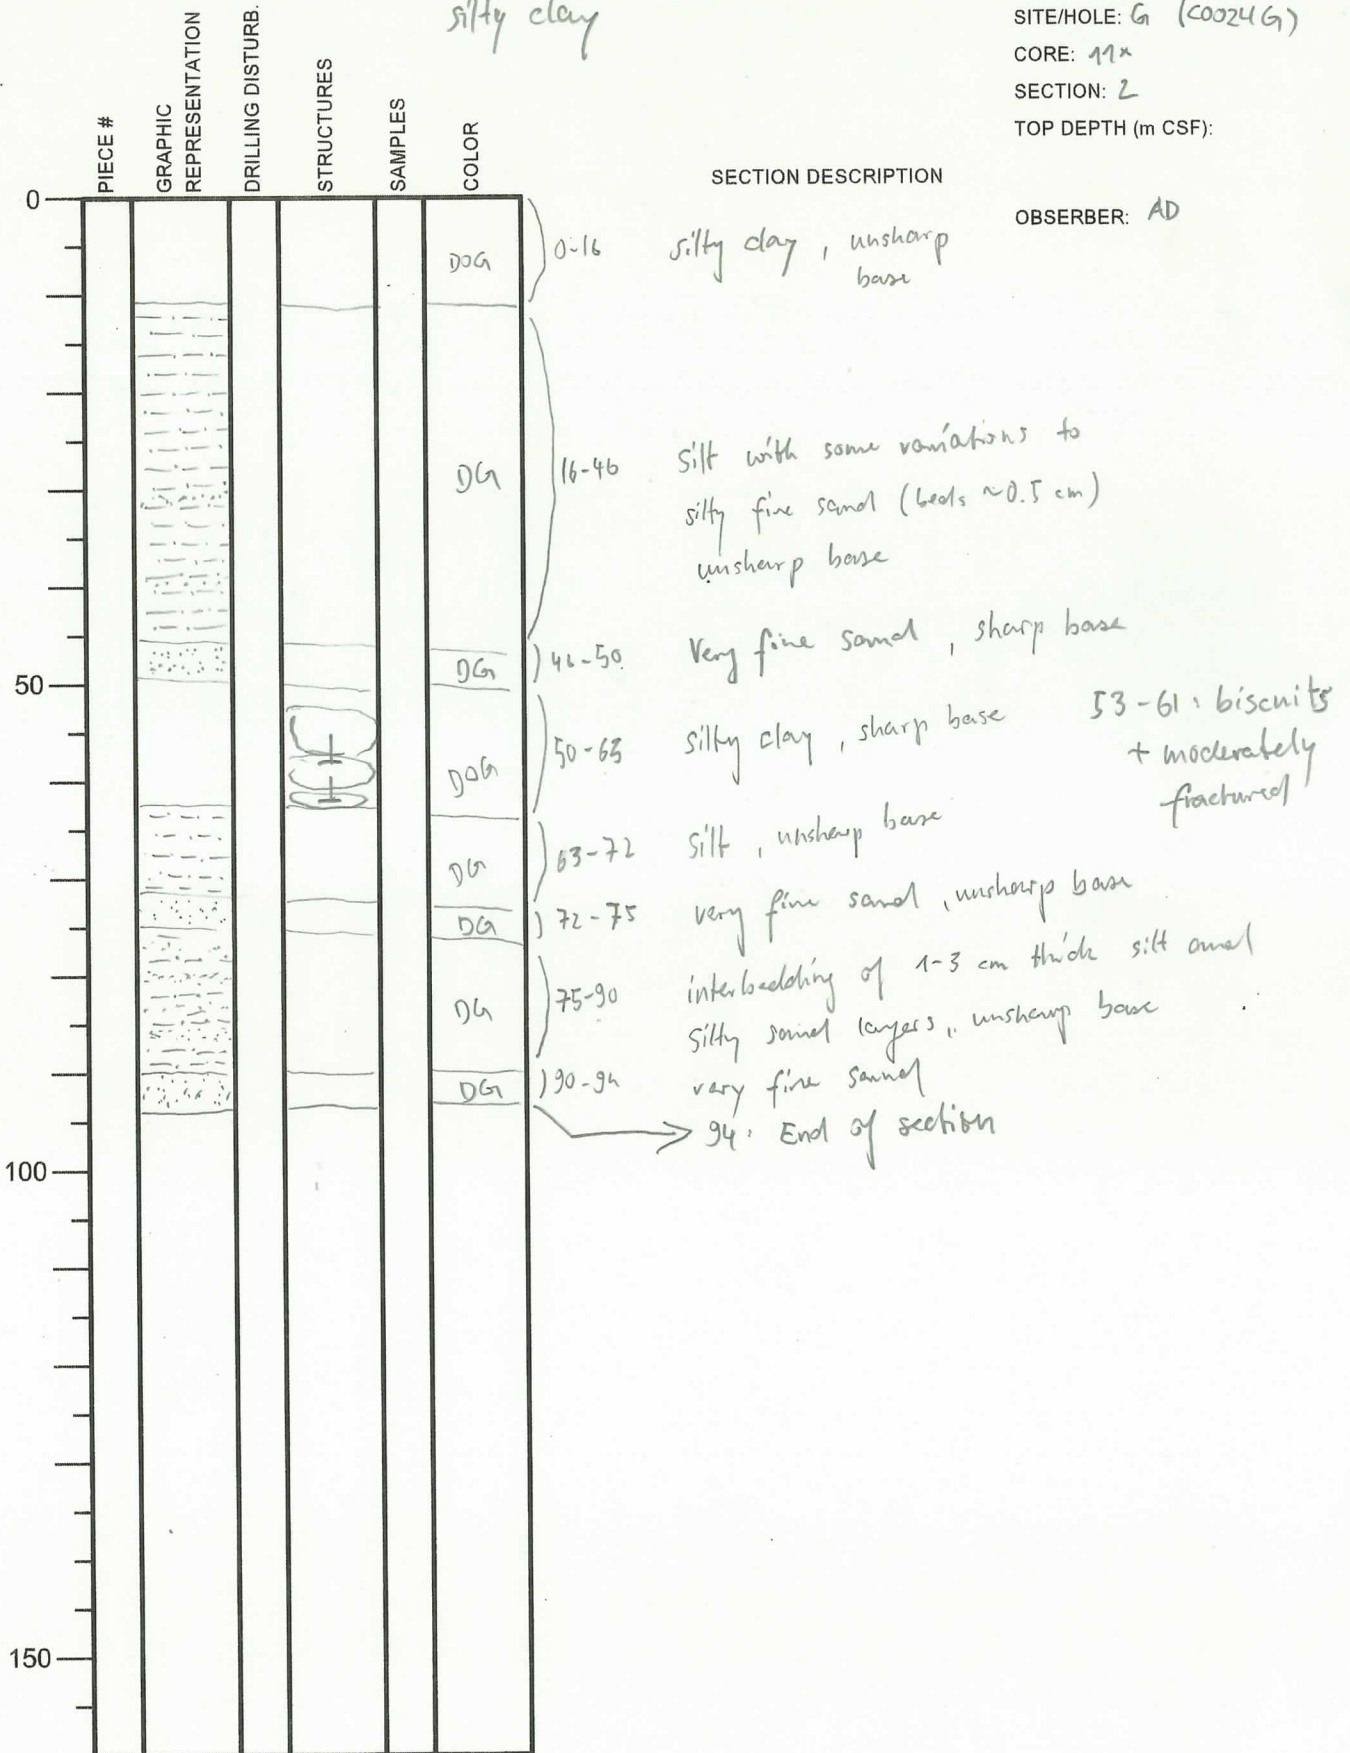 silty clay
SITE/HOLE: G (C0024G)
CORE: 11x
SECTION: 2
TOP DEPTH (m CSF):
OBSERBER: AD
PIECE #
GRAPHIC
REPRESENTATION
DRILLING DISTURB.
STRUCTURES
SAMPLES
COLOR
SECTION DESCRIPTION
0
DOG 0-16 silty clay, unsharp
base
DG 16-46 Silt with some variations to
silty fine sand (beds ~0.5 cm)
unsharp base
DG 46-50 Very fine sand, sharp base
50
DOG 50-63 silty clay, sharp base
53-61: biscuits
+ moderately
fractured
DG 63-72 Silt, unsharp base
DG 72-75 very fine sand, unsharp base
DG 75-90 interbedding of 1-3 cm thick silt and
silty sand layers, unsharp base
DG 90-94 very fine sand
94: End of section
100
150